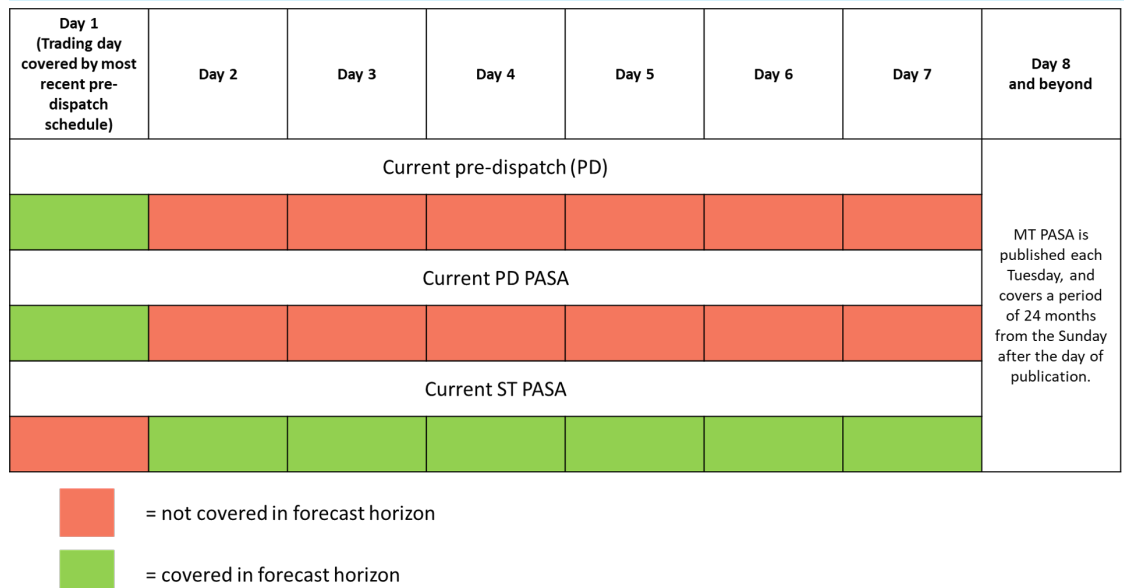 Day 1
(Trading day
covered by most
recent pre-
dispatch
schedule)
Day 2
Day 3
Day 4
Day 5
Day 6
Day 7
Day 8
and beyond
Current pre-dispatch (PD)
Current PD PASA
Current ST PASA
MT PASA is
published each
Tuesday, and
covers a period
of 24 months
from the Sunday
after the day of
publication.
= not covered in forecast horizon
= covered in forecast horizon